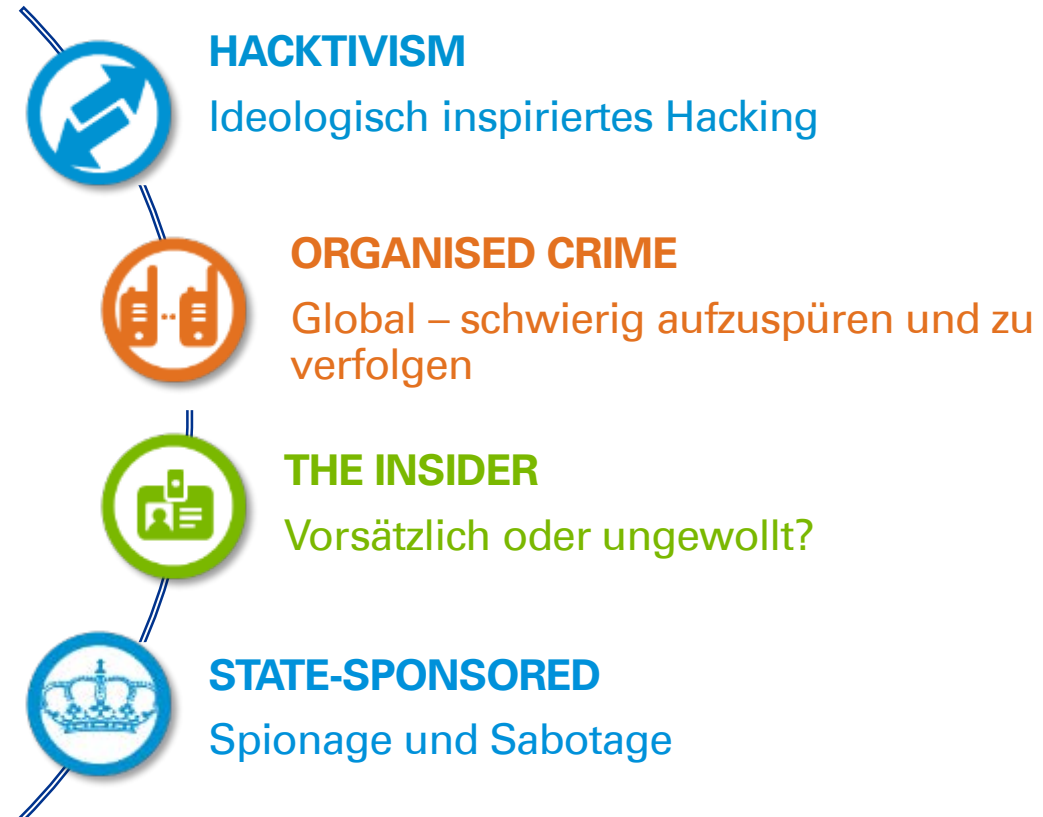 HACKTIVISM
Ideologisch inspiriertes Hacking
ORGANISED CRIME
Global – schwierig aufzuspüren und zu
verfolgen
THE INSIDER
Vorsätzlich oder ungewollt?
STATE-SPONSORED
Spionage und Sabotage